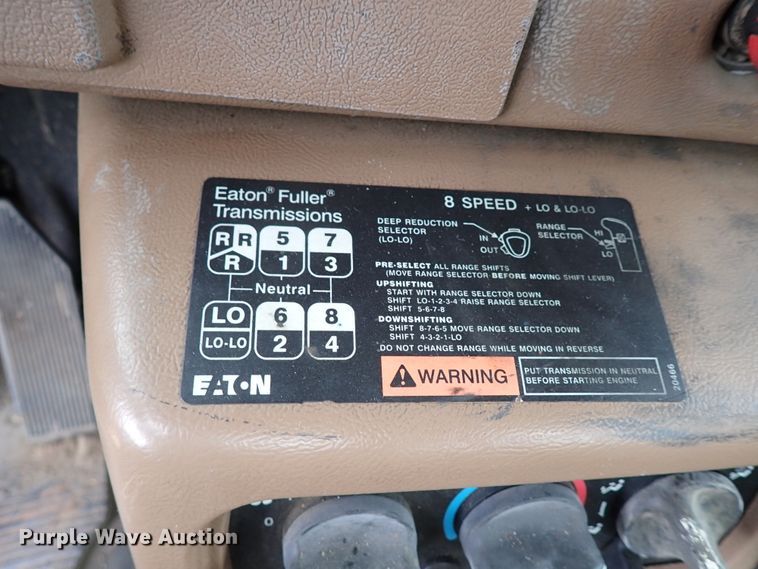 Eaton® Fuller®
Transmissions
8 SPEED + LO & LO-LO
R R
R
5
1
7
3
Neutral
LO
LO-LO
6
2
8
4
EATON
DEEP REDUCTION
SELECTOR
(LO-LO)
IN
OUT
RANGE
SELECTOR
HI
LO
PRE-SELECT ALL RANGE SHIFTS
(MOVE RANGE SELECTOR BEFORE MOVING SHIFT LEVER)
UPSHIFTING
START WITH RANGE SELECTOR DOWN
SHIFT LO-1-2-3-4 RAISE RANGE SELECTOR
SHIFT 5-6-7-8
DOWNSHIFTING
SHIFT 8-7-6-5 MOVE RANGE SELECTOR DOWN
SHIFT 4-3-2-1-LO
DO NOT CHANGE RANGE WHILE MOVING IN REVERSE
WARNING
PUT TRANSMISSION IN NEUTRAL
BEFORE STARTING ENGINE
20466
Purple Wave Auction